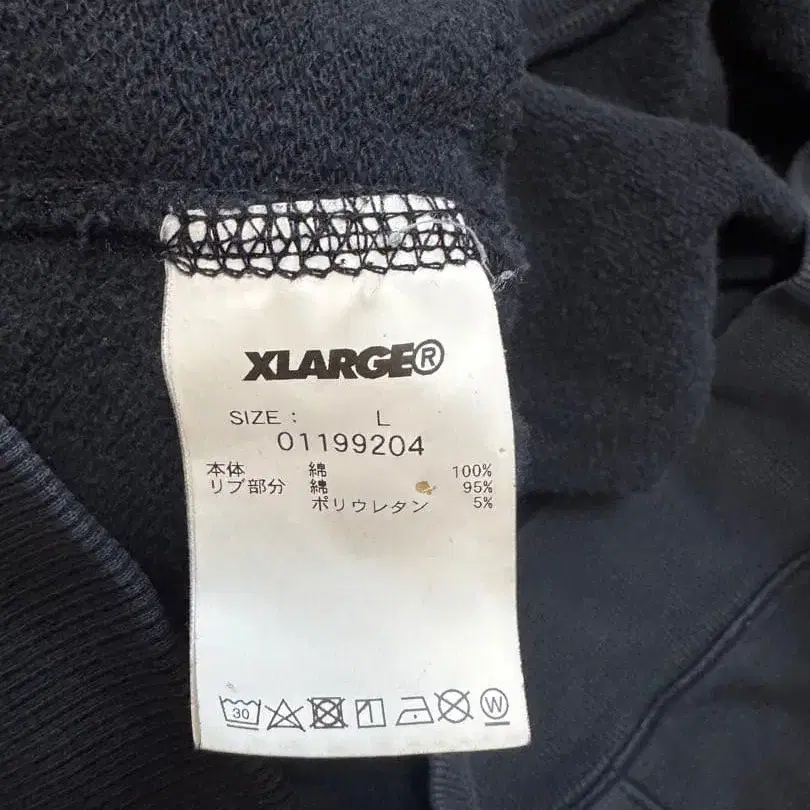 XLARGE®
SIZE : L
01199204
本体 綿 100%
リブ部分 綿 95%
ポリウレタン 5%
30 W